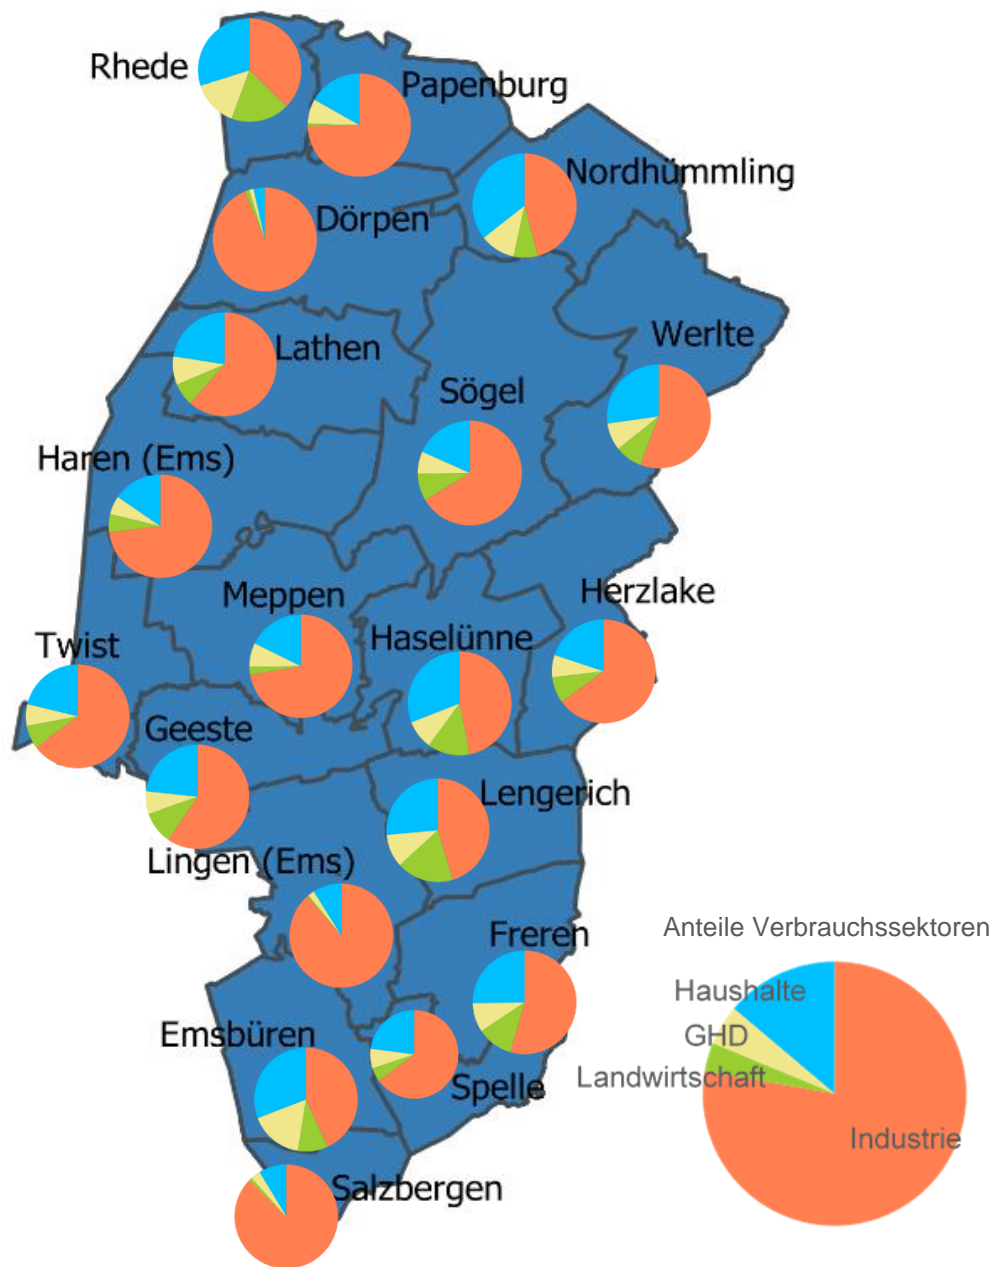 Rhede
Papenburg
Nordhümmling
Dörpen
Werlte
Lathen
Sögel
Haren (Ems)
Herzlake
Meppen
Haselünne
Twist
Geeste
Lengerich
Lingen (Ems)
Freren
Anteile Verbrauchssektoren
Haushalte
GHD
Emsbüren
Landwirtschaft
Spelle
Industrie
Salzbergen